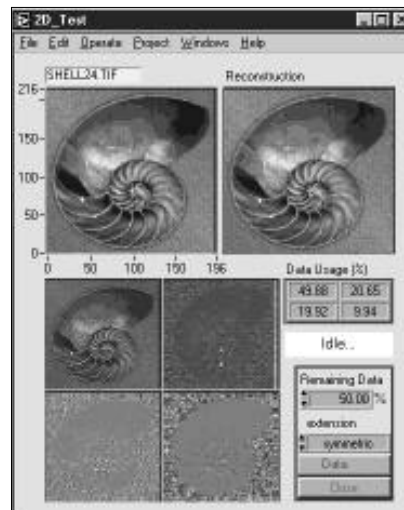 2D_Test
File Edit Operate Project Windows Help
SHELL24.TIF
Reconstruction
216
150
100
50
0
0 50 100 150 196
Data Usage (%)
49.88 20.65
19.92 9.94
Idle..
Remaining Data
50.00 %
extension
symmetric
Data